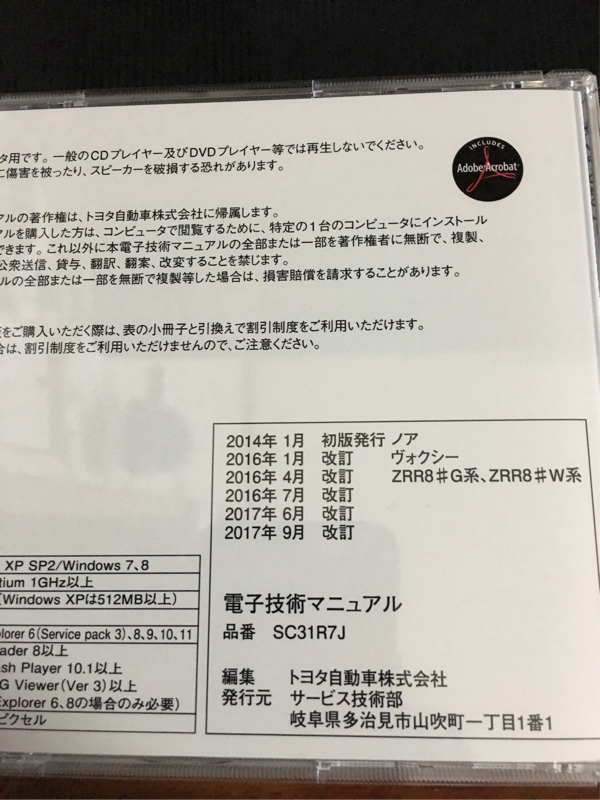 タ用です。一般のCDプレイヤー及びDVDプレイヤー等では再生しないでください。
に傷害を被ったり、スピーカーを破損する恐れがあります。
INCLUDES
Adobe Acrobat
アルの著作権は、トヨタ自動車株式会社に帰属します。
アルを購入した方は、コンピュータで閲覧するために、特定の1台のコンピュータにインストール
できます。これ以外に本電子技術マニュアルの全部または一部を著作権者に無断で、複製、
公衆送信、貸与、翻訳、翻案、改変することを禁じます。
ルの全部または一部を無断で複製等した場合は、損害賠償を請求することがあります。
をご購入いただく際は、表の小冊子と引換えで割引制度をご利用いただけます。
合は、割引制度をご利用いただけませんので、ご注意ください。
2014年 1月 初版発行 ノア
2016年 1月 改訂 ヴォクシー
2016年 4月 改訂 ZRR8♯G系、ZRR8♯W系
2016年 7月 改訂
2017年 6月 改訂
2017年 9月 改訂
電子技術マニュアル
品番 SC31R7J
編集 トヨタ自動車株式会社
発行元 サービス技術部
岐阜県多治見市山吹町一丁目1番1
XP SP2/Windows 7、8
tium 1GHz以上
(Windows XPは512MB以上)
plorer 6(Service pack 3)、8、9、10、11
ader 8以上
ash Player 10.1以上
G Viewer(Ver 3)以上
Explorer 6、8の場合のみ必要)
ピクセル